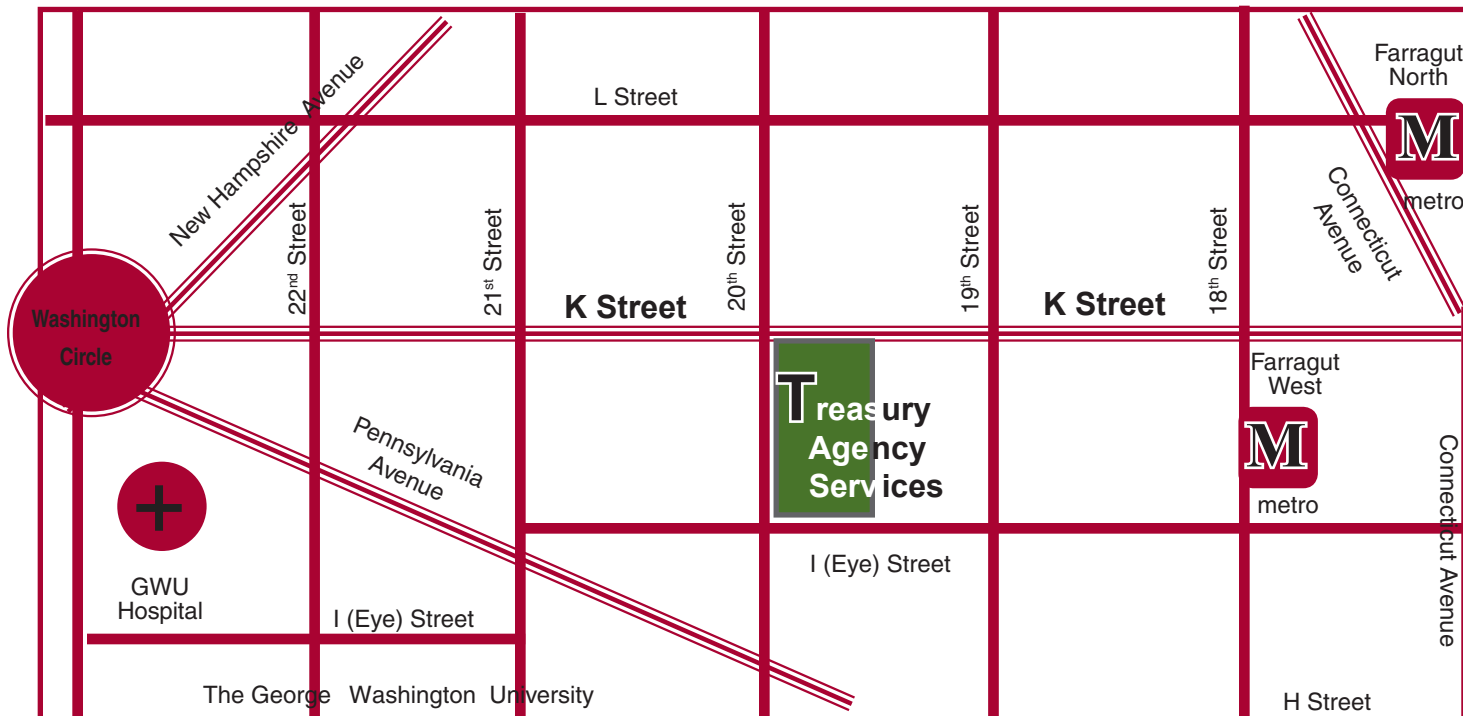 Farragut
North
L Street
New Hampshire Avenue
M
metro
Connecticut
Avenue
22nd Street
21st Street
20th Street
19th Street
18th Street
K Street
K Street
Washington
Circle
Farragut
West
M
metro
Treasury
Agency
Services
Pennsylvania
Avenue
Connecticut Avenue
GWU
Hospital
I (Eye) Street
I (Eye) Street
The George Washington University
H Street